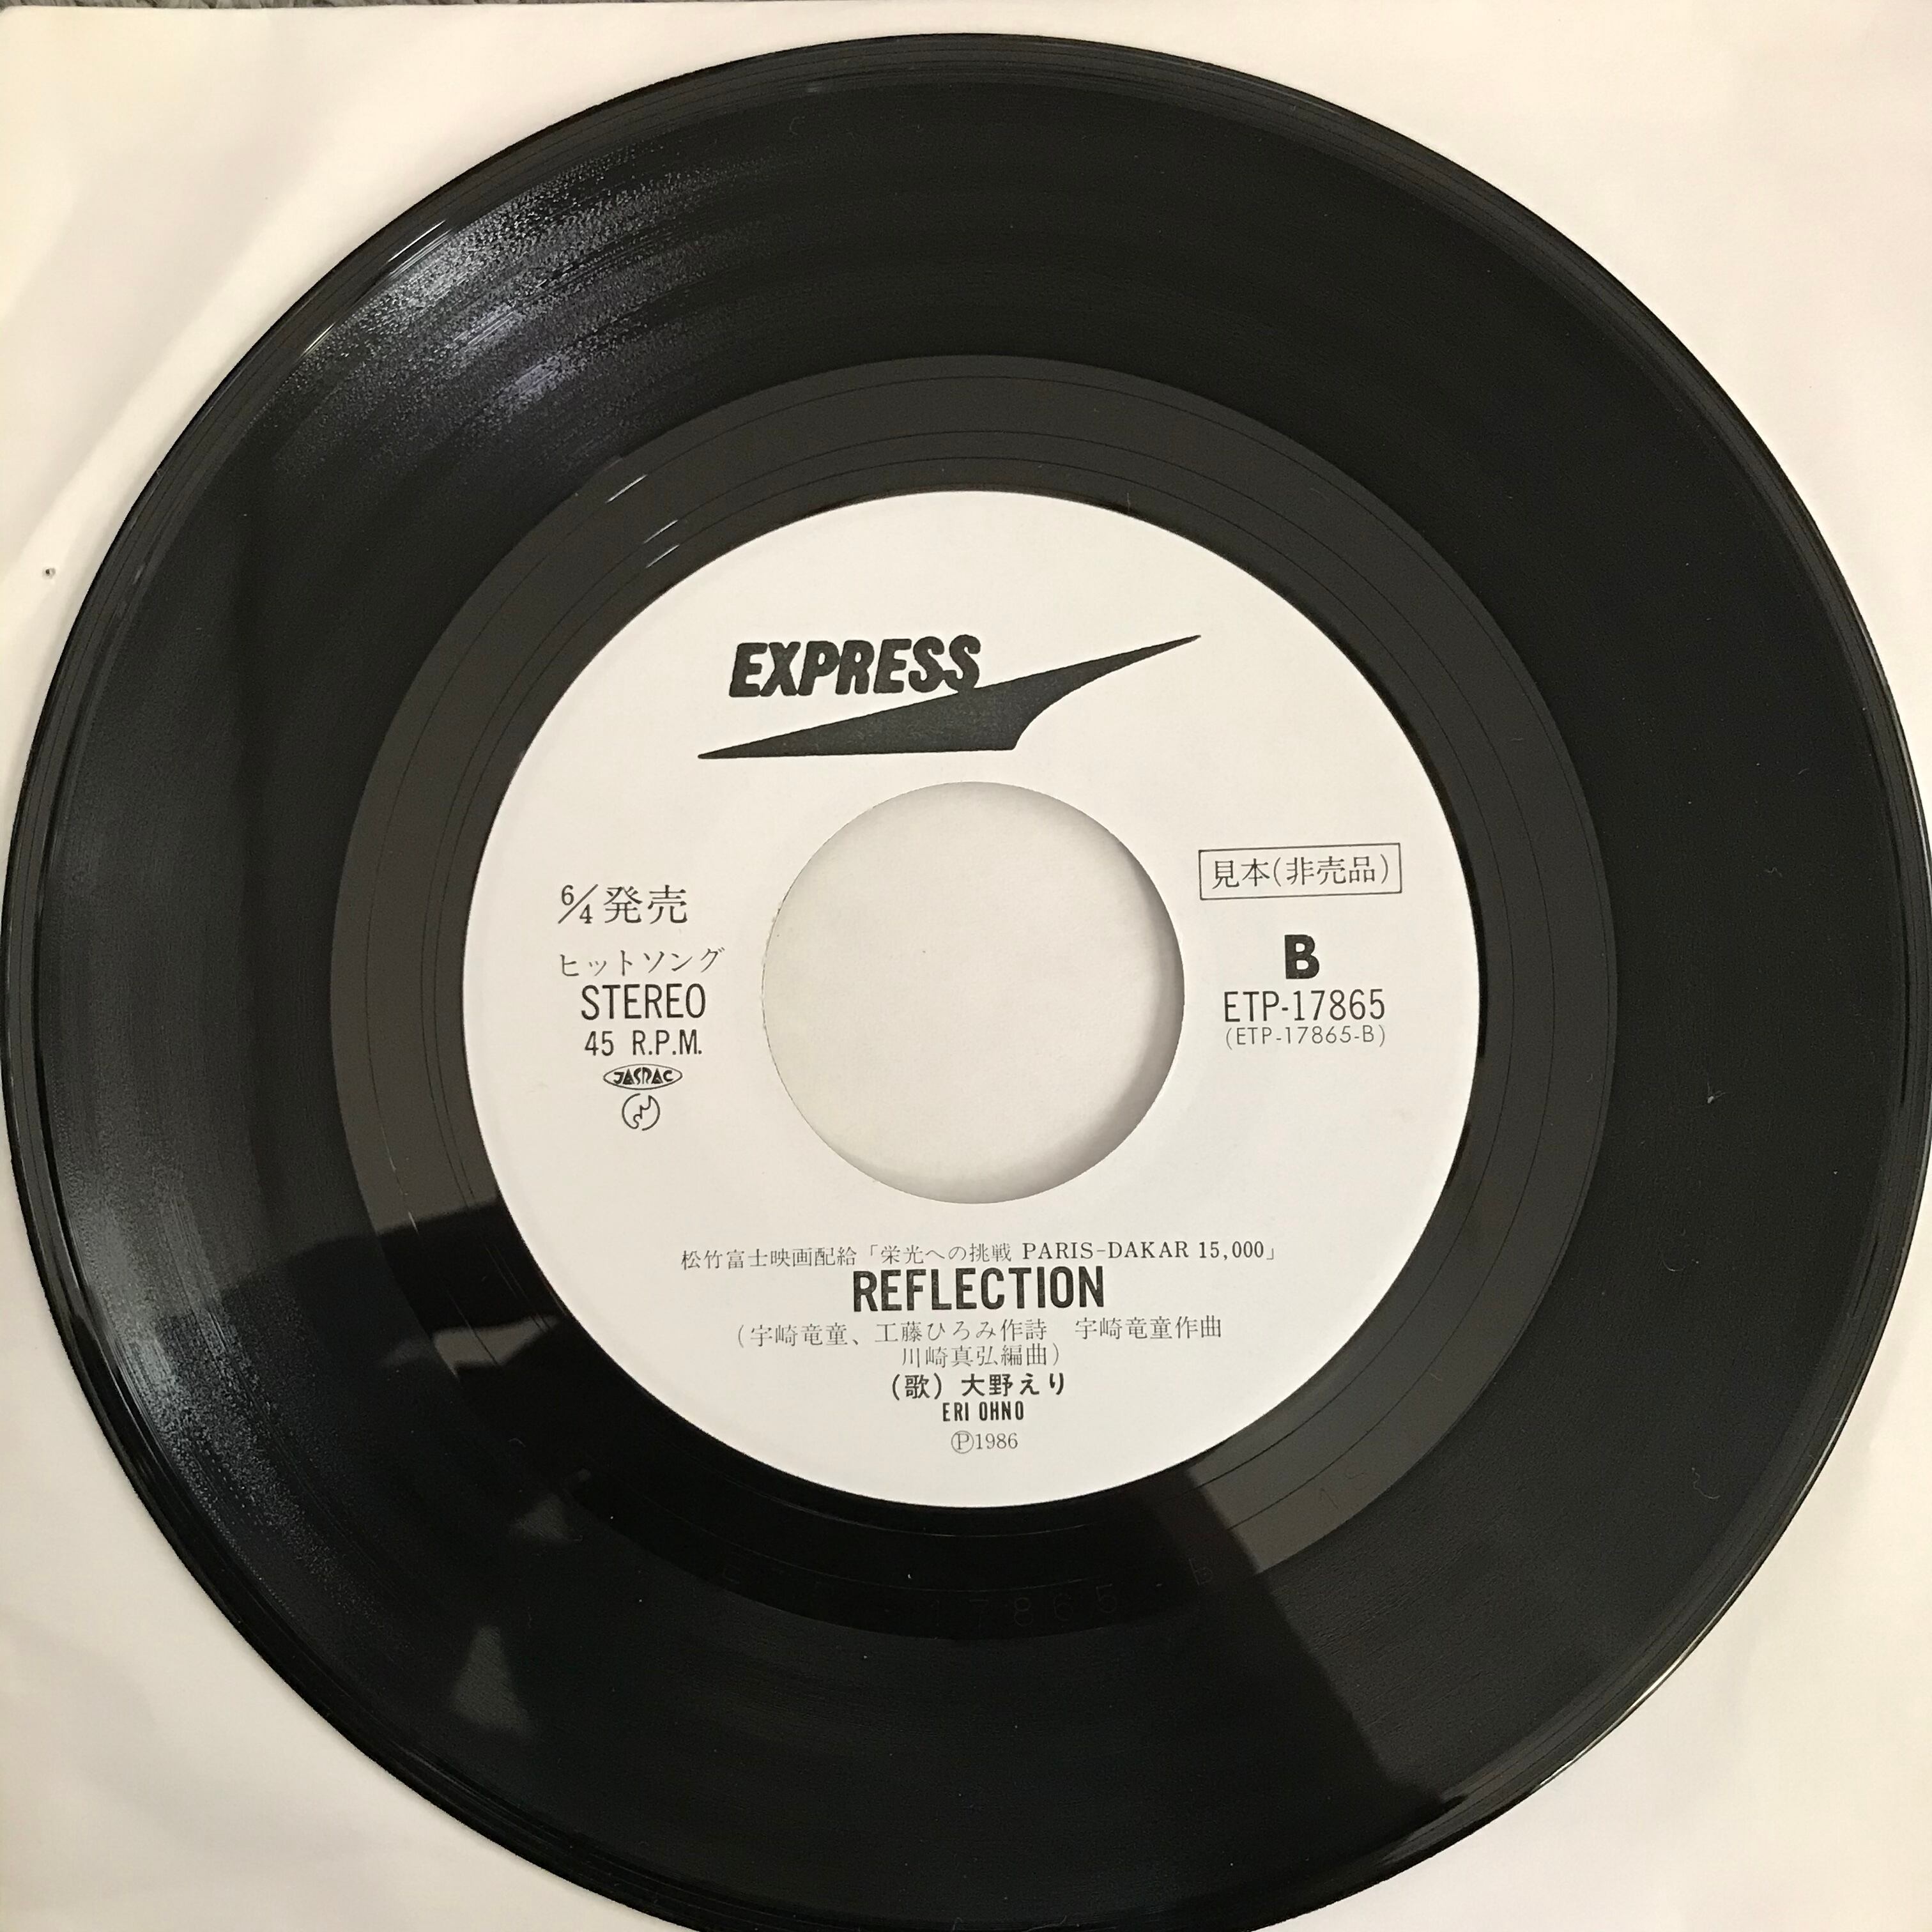 EXPRESS
6/4 発売
ヒットソング
STEREO
45 R.P.M.
JASRAC
見本(非売品)
B
ETP-17865
(ETP-17865-B)
松竹富士映画配給「栄光への挑戦 PARIS-DAKAR 15,000」
REFLECTION
(宇崎竜童、工藤ひろみ作詩 宇崎竜童作曲
川崎真弘編曲)
(歌) 大野えり
ERI OHNO
Ⓟ1986
17865-B